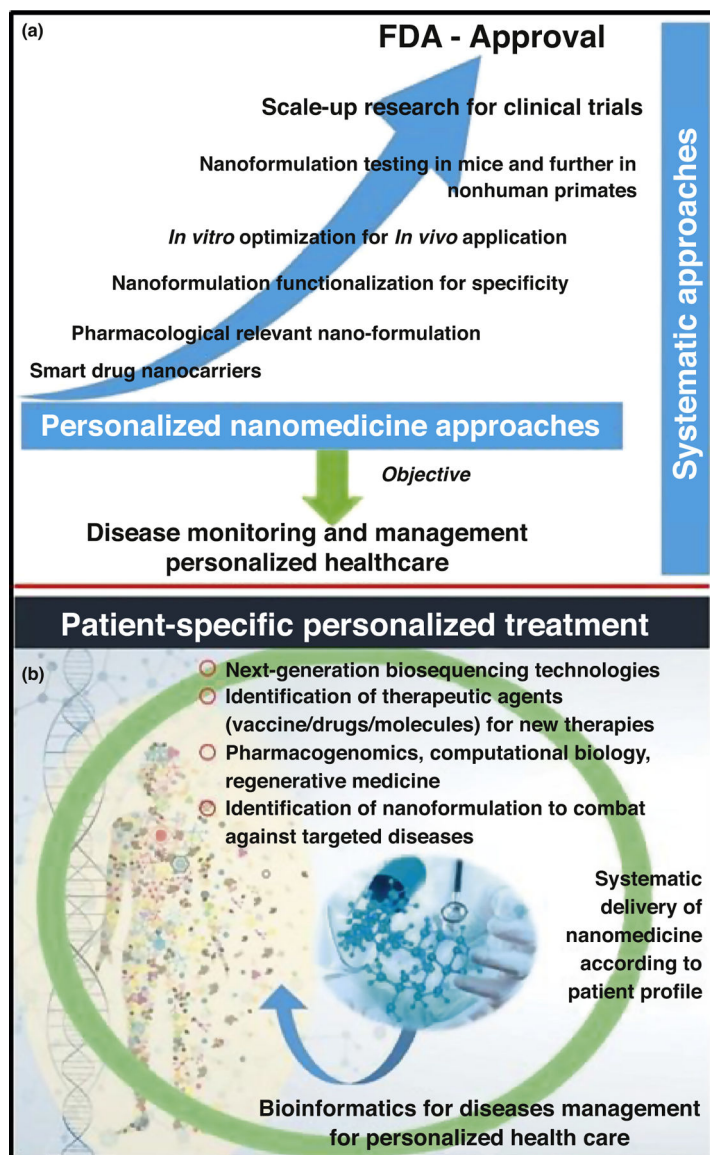 (a)
FDA - Approval
Scale-up research for clinical trials
Nanoformulation testing in mice and further in
nonhuman primates
In vitro optimization for In vivo application
Nanoformulation functionalization for specificity
Pharmacological relevant nano-formulation
Smart drug nanocarriers
Personalized nanomedicine approaches
Objective
Disease monitoring and management
personalized healthcare
Systematic approaches
Patient-specific personalized treatment
(b)
Next-generation biosequencing technologies
Identification of therapeutic agents
(vaccine/drugs/molecules) for new therapies
Pharmacogenomics, computational biology,
regenerative medicine
Identification of nanoformulation to combat
against targeted diseases
Systematic
delivery of
nanomedicine
according to
patient profile
Bioinformatics for diseases management
for personalized health care